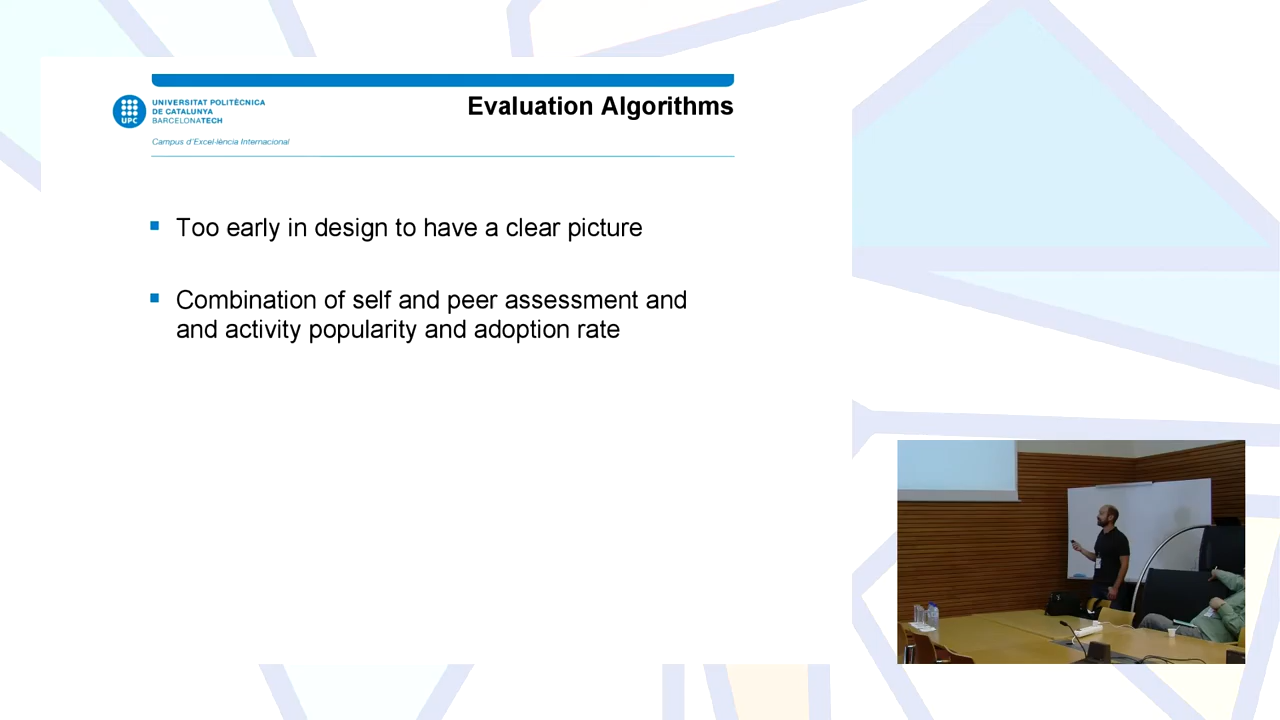 UNIVERSITAT POLITÈCNICA
DE CATALUNYA
BARCELONATECH
UPC
Campus d'Excel·lència Internacional
Evaluation Algorithms
Too early in design to have a clear picture
Combination of self and peer assessment and
and activity popularity and adoption rate